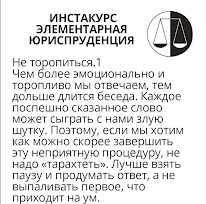 ИНСТАКУРС
ЭЛЕМЕНТАРНАЯ
ЮРИСПРУДЕНЦИЯ
Не торопиться.1
Чем более эмоционально и
торопливо мы отвечаем, тем
дольше длится беседа. Каждое
поспешно сказанное слово
может сыграть с нами злую
шутку. Поэтому, если мы хотим
как можно скорее завершить
эту неприятную процедуру, не
надо «тарахтеть». Лучше взять
паузу и продумать ответ, а не
выпаливать первое, что
приходит на ум.